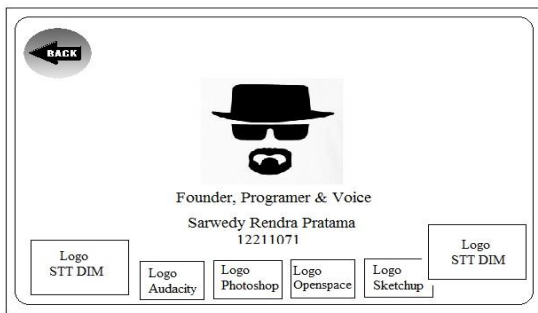 BACK
Founder, Programer & Voice
Sarwedy Rendra Pratama
12211071
Logo
STT DIM
Logo
Audacity
Logo
Photoshop
Logo
Openspace
Logo
Sketchup
Logo
STT DIM